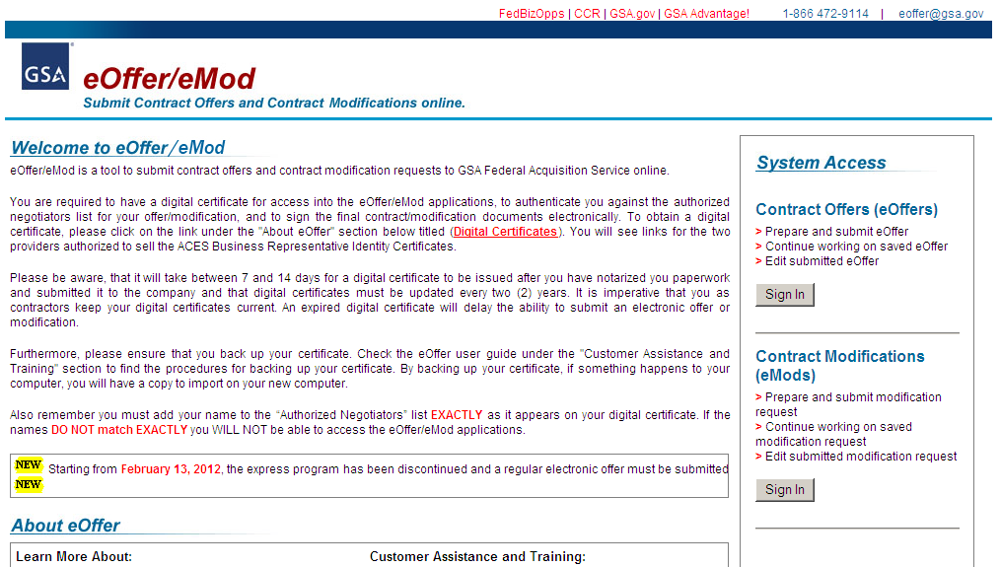 FedBizOpps | CCR | GSA.gov | GSA Advantage! 1-866 472-9114 | eoffer@gsa.gov
GSA
eOffer/eMod
Submit Contract Offers and Contract Modifications online.
Welcome to eOffer/eMod
eOffer/eMod is a tool to submit contract offers and contract modification requests to GSA Federal Acquisition Service online.
You are required to have a digital certificate for access into the eOffer/eMod applications, to authenticate you against the authorized
negotiators list for your offer/modification, and to sign the final contract/modification documents electronically. To obtain a digital
certificate, please click on the link under the "About eOffer" section below titled (Digital Certificates). You will see links for the two
providers authorized to sell the ACES Business Representative Identity Certificates.
Please be aware, that it will take between 7 and 14 days for a digital certificate to be issued after you have notarized you paperwork
and submitted it to the company and that digital certificates must be updated every two (2) years. It is imperative that you as
contractors keep your digital certificates current. An expired digital certificate will delay the ability to submit an electronic offer or
modification.
Furthermore, please ensure that you back up your certificate. Check the eOffer user guide under the "Customer Assistance and
Training" section to find the procedures for backing up your certificate. By backing up your certificate, if something happens to your
computer, you will have a copy to import on your new computer.
Also remember you must add your name to the "Authorized Negotiators" list EXACTLY as it appears on your digital certificate. If the
names DO NOT match EXACTLY you WILL NOT be able to access the eOffer/eMod applications.
NEW Starting from February 13, 2012, the express program has been discontinued and a regular electronic offer must be submitted
NEW
About eOffer
Learn More About: Customer Assistance and Training:
System Access
Contract Offers (eOffers)
> Prepare and submit eOffer
> Continue working on saved eOffer
> Edit submitted eOffer
Sign In
Contract Modifications
(eMods)
> Prepare and submit modification
request
> Continue working on saved
modification request
> Edit submitted modification request
Sign In